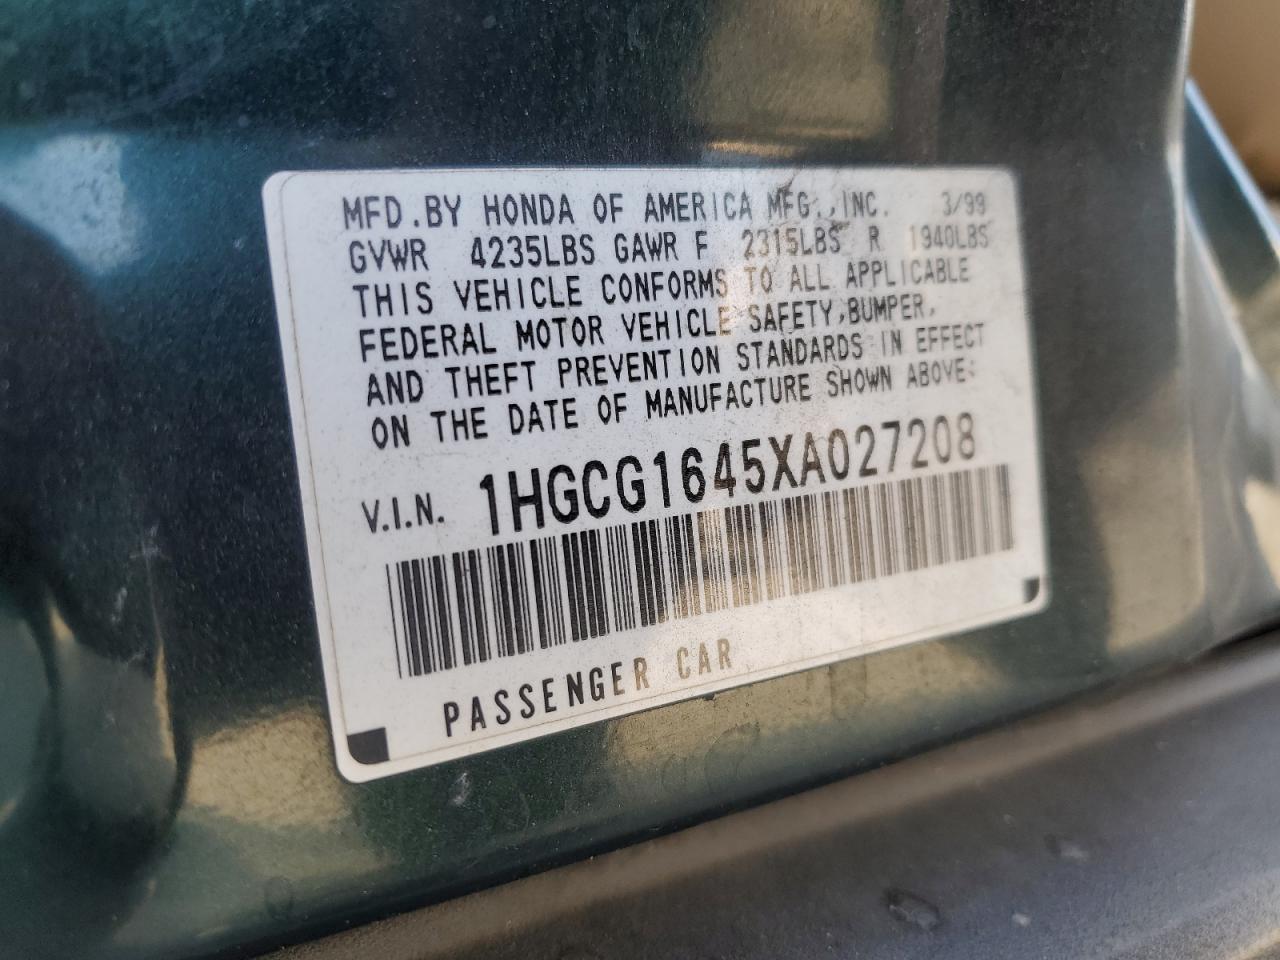 MFD.BY HONDA OF AMERICA MFG.,INC. 3/99
GVWR 4235LBS GAWR F 2315LBS R 1940LBS
THIS VEHICLE CONFORMS TO ALL APPLICABLE
FEDERAL MOTOR VEHICLE SAFETY,BUMPER,
AND THEFT PREVENTION STANDARDS IN EFFECT
ON THE DATE OF MANUFACTURE SHOWN ABOVE:
V.I.N. 1HGCG1645XA027208
PASSENGER CAR